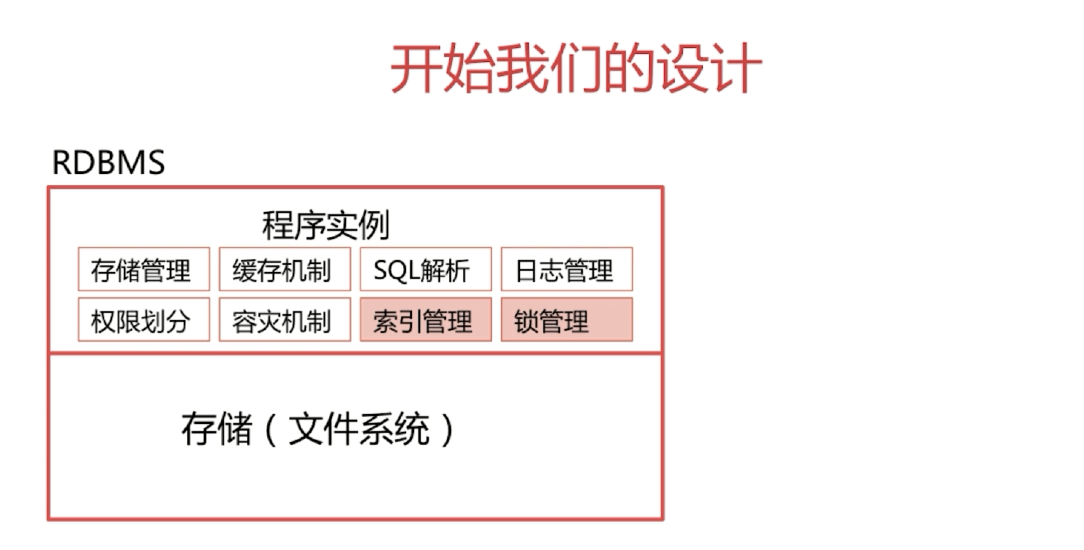 开始我们的设计
RDBMS
程序实例
存储管理 缓存机制 SQL解析 日志管理
权限划分 容灾机制 索引管理 锁管理
存储（文件系统）